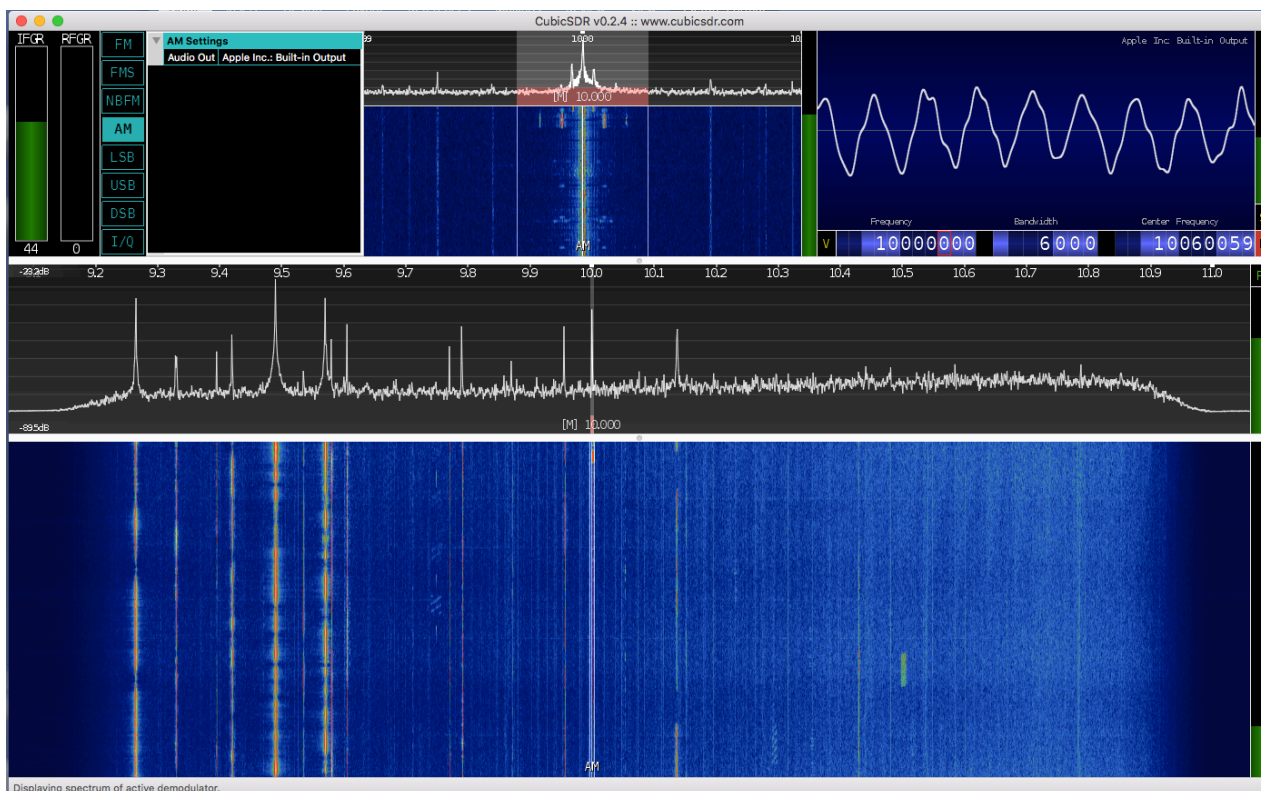 CubicSDR v0.2.4 :: www.cubicsdr.com
IFGR RFGR
44 0
FM
FMS
NBFM
AM
LSB
USB
DSB
I/Q
AM Settings
Audio Out Apple Inc.: Built-in Output
99 1000 10
[M] 10.000
AM
Apple Inc: Built-in Output
Frequency Bandwidth Center Frequency
V 10000000 6000 10060059
9.2 9.3 9.4 9.5 9.6 9.7 9.8 9.9 10.0 10.1 10.2 10.3 10.4 10.5 10.6 10.7 10.8 10.9 11.0
-89.5dB
[M] 10.000
AM
Displaying spectrum of active demodulator.